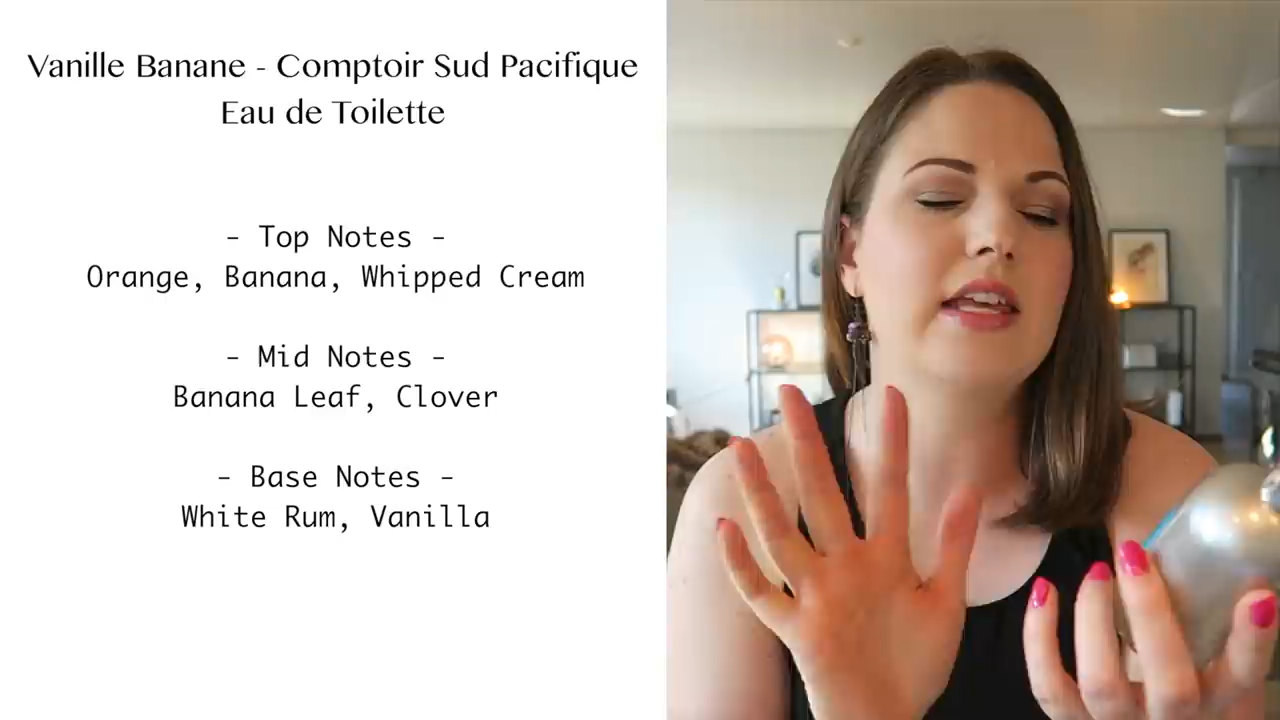 Vanille Banane - Comptoir Sud Pacifique
Eau de Toilette
- Top Notes -
Orange, Banana, Whipped Cream
- Mid Notes -
Banana Leaf, Clover
- Base Notes -
White Rum, Vanilla